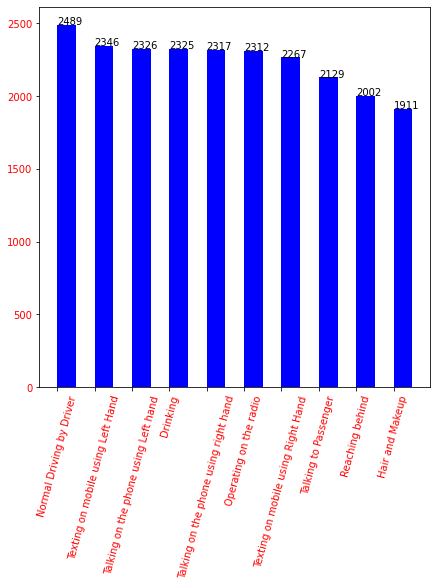 2500
2000
1500
1000
500
0
2489
2346
2326
2325
2317
2312
2267
2129
2002
1911
Normal Driving by Driver
Texting on mobile using Left Hand
Talking on the phone using Left hand
Drinking
Talking on the phone using right hand
Operating on the radio
Texting on mobile using Right Hand
Talking to Passenger
Reaching behind
Hair and Makeup